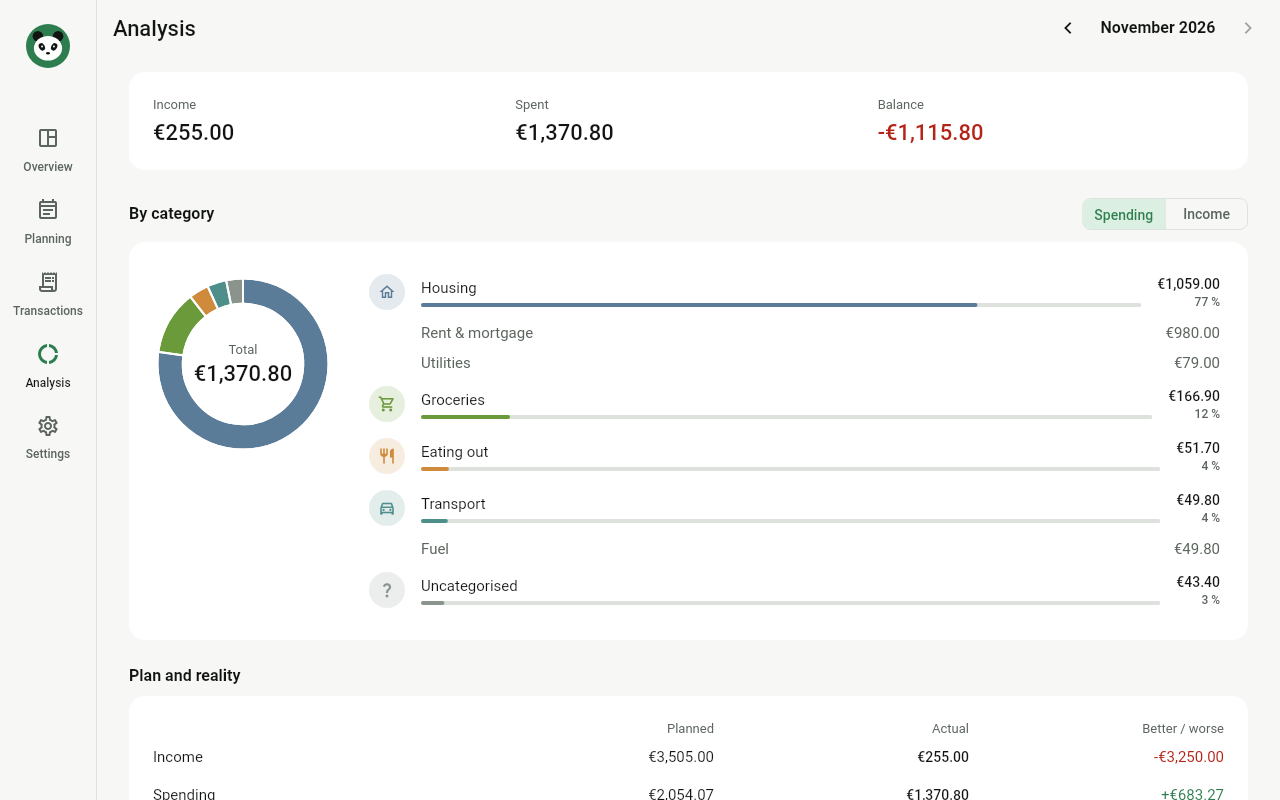 Analysis
November 2026
Overview
Planning
Transactions
Analysis
Settings
Income
Spent
Balance
€255.00
€1,370.80
-€1,115.80
By category
Spending
Income
Total
€1,370.80
Housing
€1,059.00
77 %
Rent & mortgage
€980.00
Utilities
€79.00
Groceries
€166.90
12 %
Eating out
€51.70
4 %
Transport
€49.80
4 %
Fuel
€49.80
?
Uncategorised
€43.40
3 %
Plan and reality
Planned
Actual
Better / worse
Income
€3,505.00
€255.00
-€3,250.00
Spending
€2,054.07
€1,370.80
+€683.27